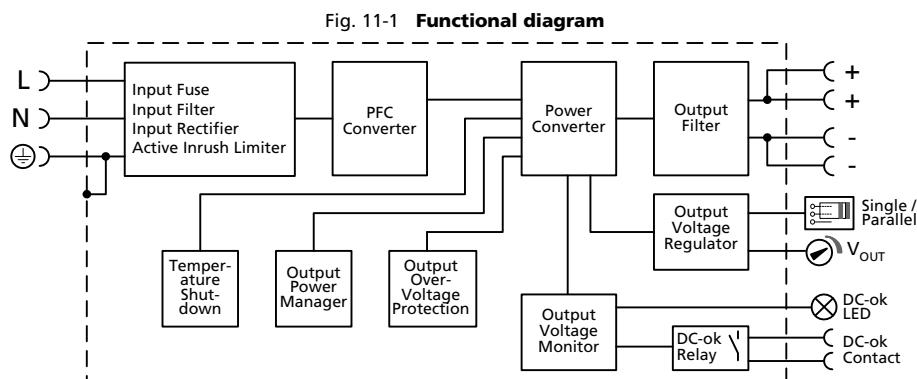 Fig. 11-1 Functional diagram
L
N
Input Fuse
Input Filter
Input Rectifier
Active Inrush Limiter
PFC
Converter
Power
Converter
Output
Filter
+
+
-
-
Output
Voltage
Regulator
Single /
Parallel
VOUT
Temper-
ature
Shut-
down
Output
Power
Manager
Output
Over-
Voltage
Protection
Output
Voltage
Monitor
DC-ok
LED
DC-ok
Relay
DC-ok
Contact